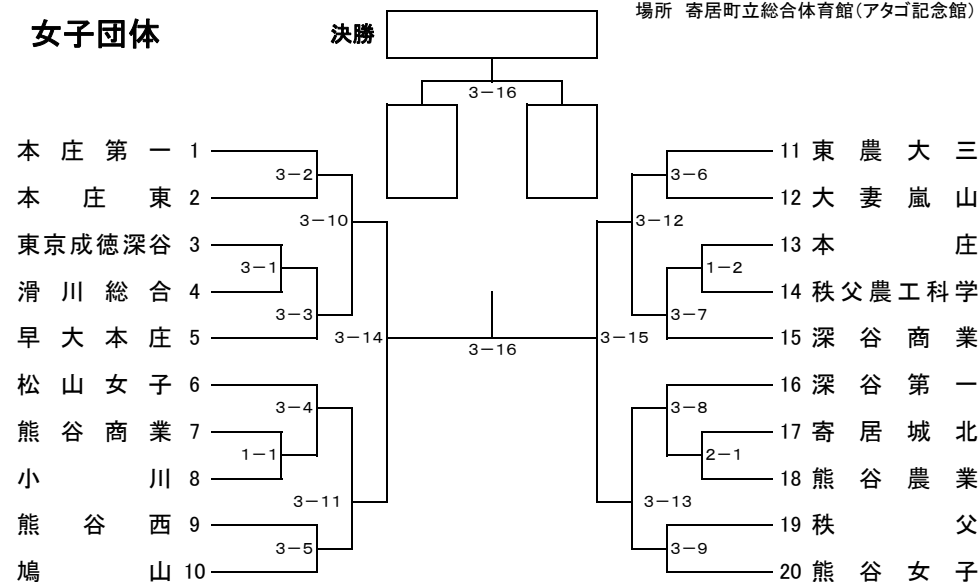 場所 寄居町立総合体育館(アタゴ記念館)
女子団体
決勝
3-16
本庄第一 1
3-2
本庄東 2
3-10
東京成徳深谷 3
3-1
滑川総合 4
3-3
早大本庄 5
3-14
松山女子 6
3-4
熊谷商業 7
1-1
小川 8
3-11
熊谷西 9
3-5
鳩山 10
3-16
11 東農大三
3-6
12 大妻嵐山
3-12
13 本庄
1-2
14 秩父農工科学
3-7
15 深谷商業
3-15
16 深谷第一
3-8
17 寄居城北
2-1
18 熊谷農業
3-13
19 秩父
3-9
20 熊谷女子